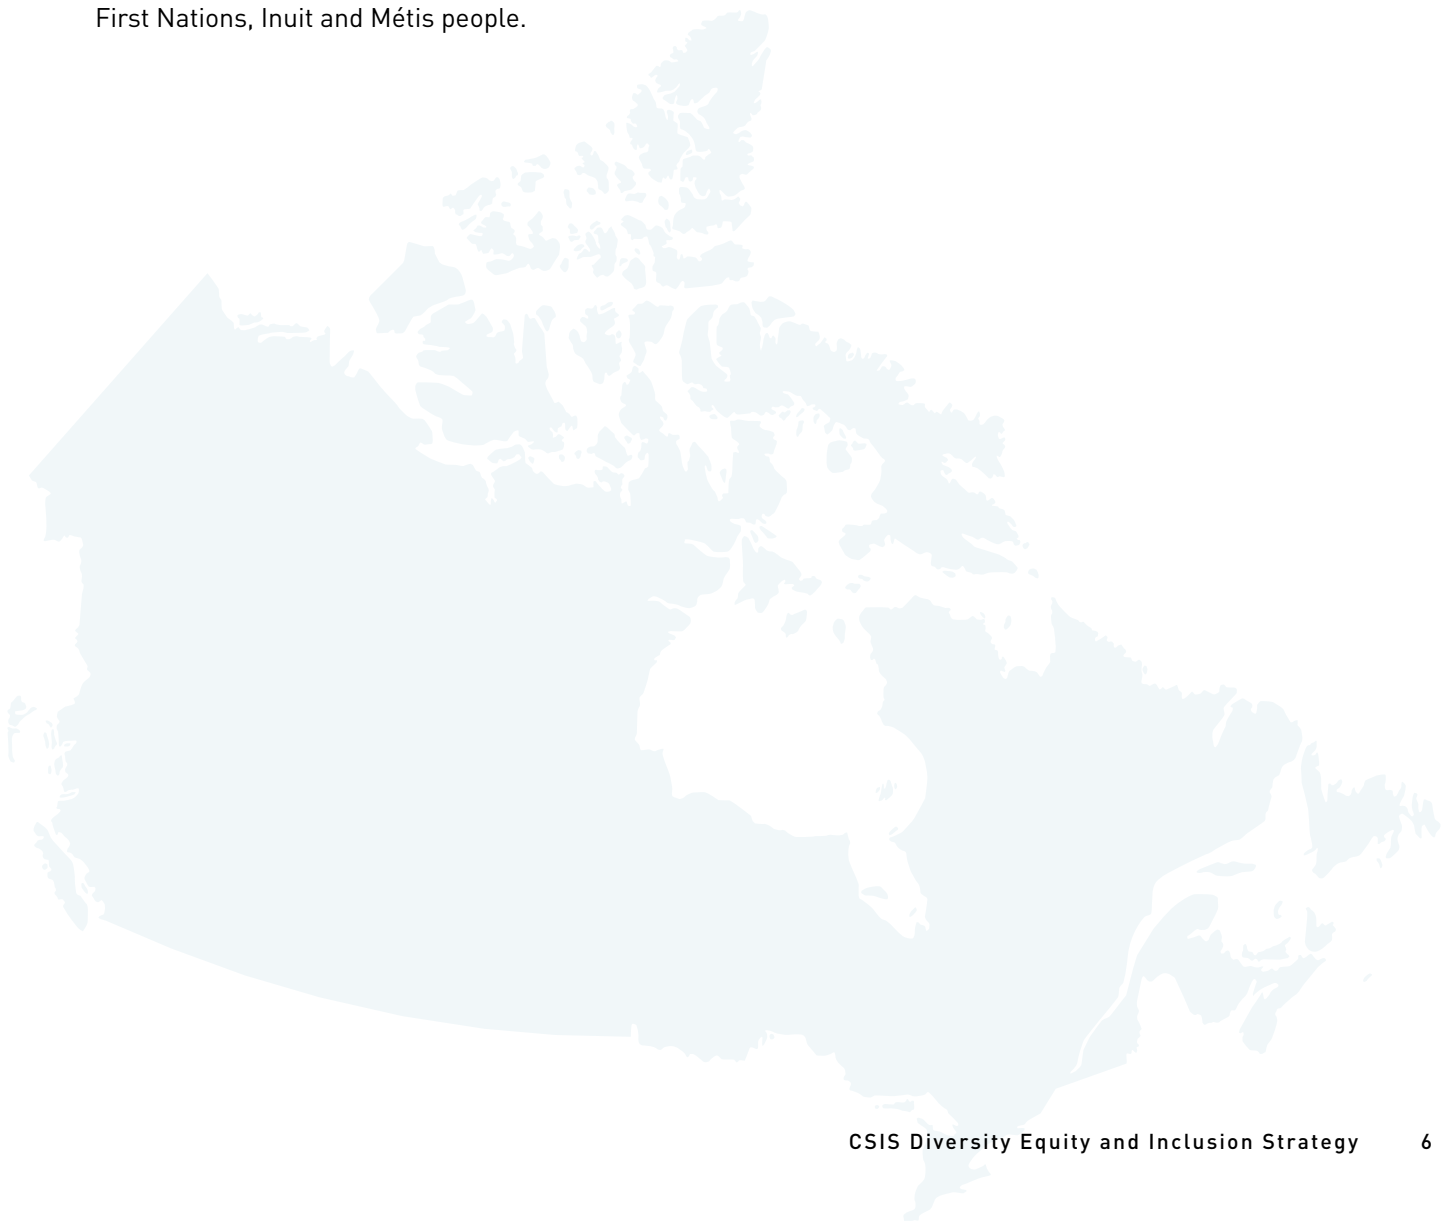 First Nations, Inuit and Métis people.
CSIS Diversity Equity and Inclusion Strategy 6